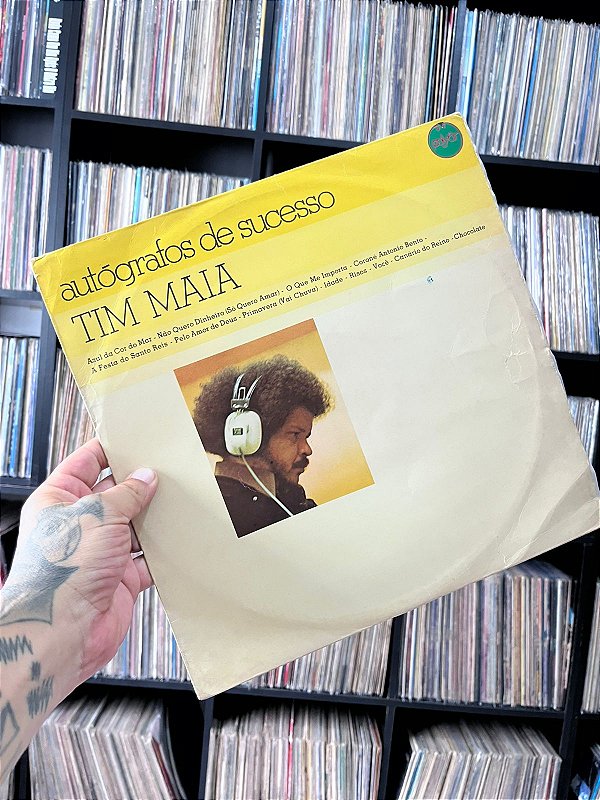 autógrafos de sucesso
TIM MAIA
Azul da Cor do Mar - Não Quero Dinheiro (Só Quero Amar) - O Que Me Importa - Coroné Antonio Bento -
A Festa do Santo Reis - Pelo Amor de Deus - Primavera (Vai Chuva) - Idade - Risos - Você - Canário do Reino - Chocolate